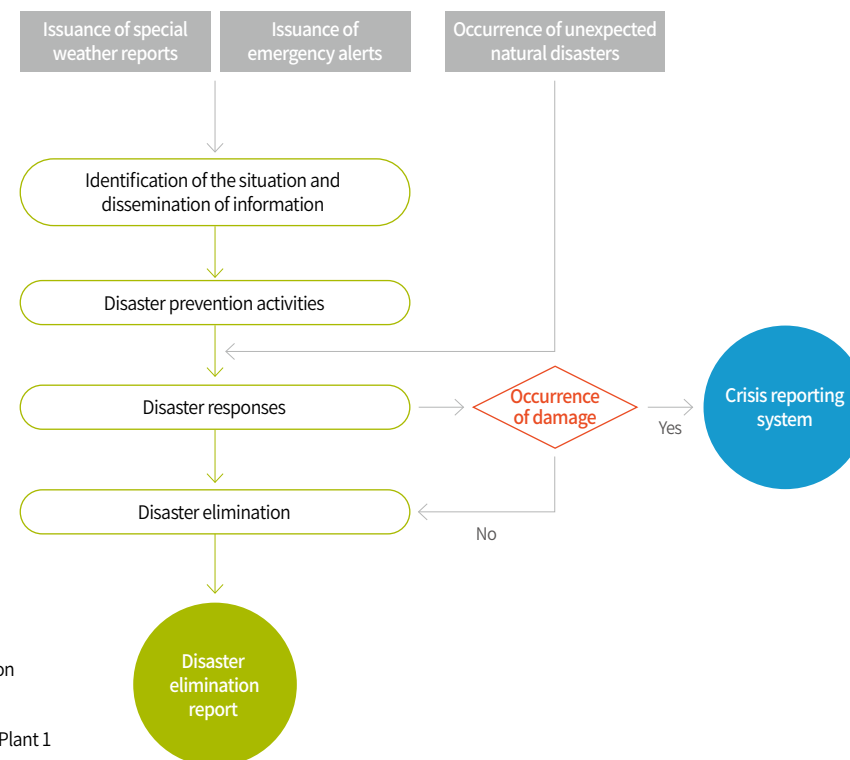 Issuance of special
weather reports
Issuance of
emergency alerts
Occurrence of unexpected
natural disasters
Identification of the situation and
dissemination of information
Disaster prevention activities
Disaster responses
Occurrence
of damage
Yes
Crisis reporting
system
Disaster elimination
No
Disaster
elimination
report
on
Plant 1